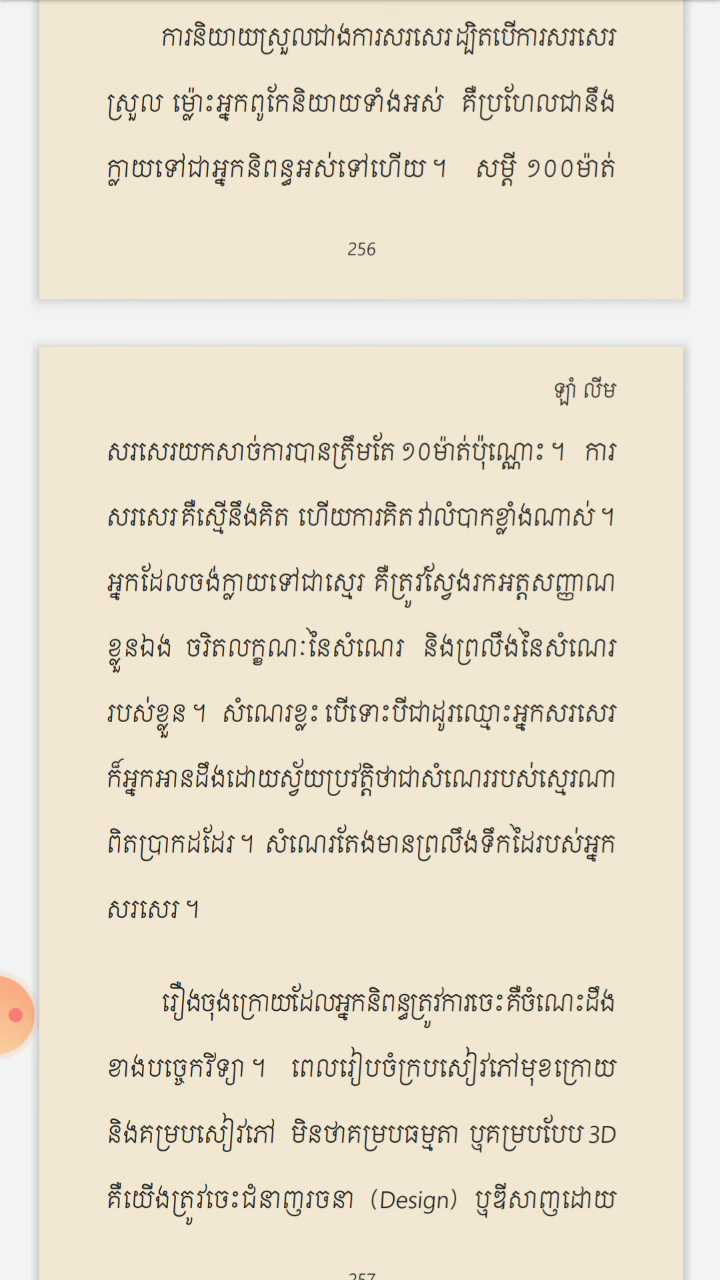 ការនិយាយស្រួលជាងការសរសេរ ដ្បិតបើការសរសេរ
ស្រួល ម្ល៉ោះអ្នកពូកែនិយាយទាំងអស់ គឺប្រហែលជានឹង
ក្លាយទៅជាអ្នកនិពន្ធអស់ទៅហើយ ។ សម្ដី ១០០ម៉ាត់
256
ឡាំ លីម
សរសេរយកសាច់ការបានត្រឹមតែ ១០ម៉ាត់ប៉ុណ្ណោះ ។ ការ
សរសេរ គឺស្មើនឹងគិត ហើយការគិត វាលំបាកខ្លាំងណាស់ ។
អ្នកដែលចង់ក្លាយទៅជាស្មេរ គឺត្រូវស្វែងរកអត្តសញ្ញាណ
ខ្លួនឯង ចរិតលក្ខណៈនៃសំណេរ និងព្រលឹងនៃសំណេរ
របស់ខ្លួន ។ សំណេរខ្លះ បើទោះបីជាដូរឈ្មោះអ្នកសរសេរ
ក៏អ្នកអានដឹងដោយស្វ័យប្រវត្តិថាជាសំណេររបស់ស្មេរណា
ពិតប្រាកដដែរ ។ សំណេរតែងមានព្រលឹងទឹកដៃរបស់អ្នក
សរសេរ ។
រឿងចុងក្រោយដែលអ្នកនិពន្ធត្រូវការចេះ គឺចំណេះដឹង
ខាងបច្ចេកវិទ្យា ។ ពេលរៀបចំក្របសៀវភៅមុខក្រោយ
និងគម្របសៀវភៅ មិនថាគម្របធម្មតា ឬគម្របបែប 3D
គឺយើងត្រូវចេះជំនាញរចនា (Design) ឬឌីសាញដោយ
257